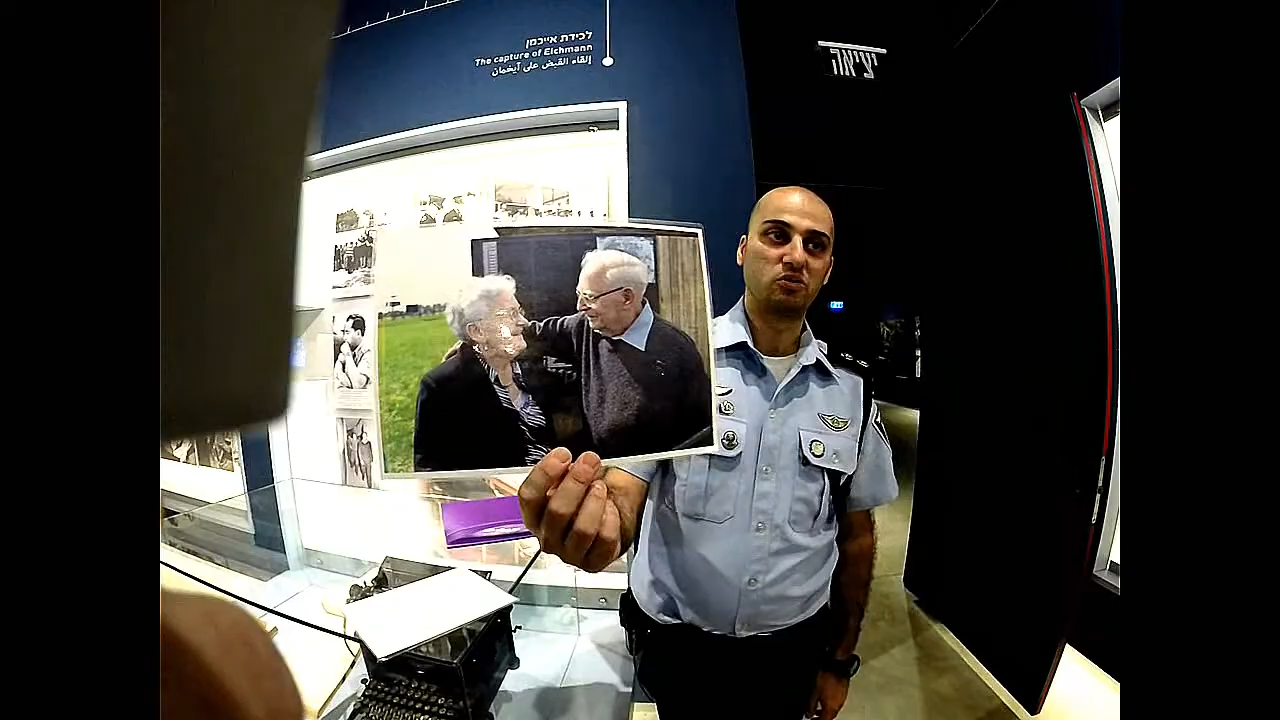 לכידת אייכמן
The capture of Eichmann
إلقاء القبض على آيخمان
יציאה